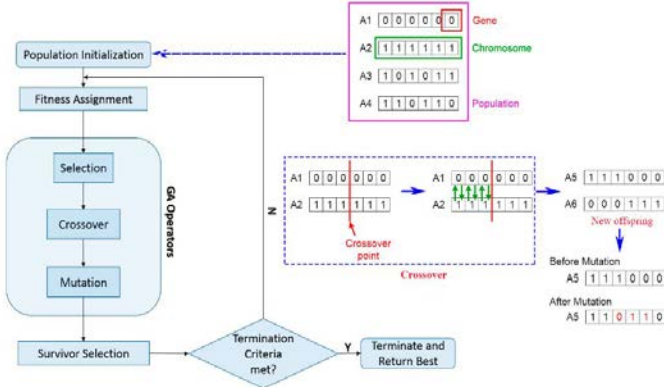 Population Initialization
Fitness Assignment
Selection
Crossover
Mutation
GA Operators
Survivor Selection
Termination
Criteria
met?
N
Y
Terminate and
Return Best
A1 0 0 0 0 0 0 Gene
A2 1 1 1 1 1 1 Chromosome
A3 1 0 1 0 1 1
A4 1 1 0 1 1 0 Population
A1 0 0 0 0 0 0
A2 1 1 1 1 1 1
Crossover
point
A1 0 0 0 0 0 0
A2 1 1 1 1 1 1
Crossover
A5 1 1 1 0 0 0
A6 0 0 0 1 1 1
New offspring
Before Mutation
A5 1 1 1 0 0 0
After Mutation
A5 1 1 0 1 1 0